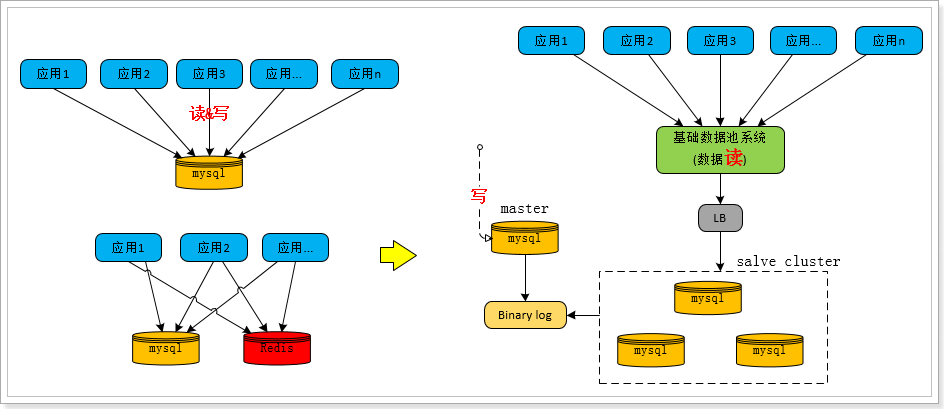 应用1
应用2
应用3
应用...
应用n
读&写
mysql
应用1
应用2
应用...
mysql
Redis
应用1
应用2
应用3
应用...
应用n
基础数据池系统
(数据读)
写
master
mysql
LB
salve cluster
Binary log
mysql
mysql
mysql